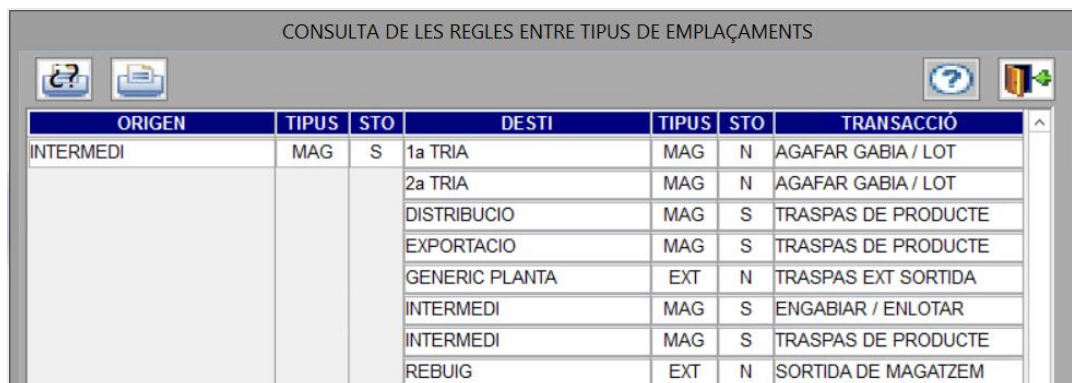 CONSULTA DE LES REGLES ENTRE TIPUS DE EMPLAÇAMENTS
ORIGEN TIPUS STO DESTI TIPUS STO TRANSACCIÓ
INTERMEDI MAG S 1a TRIA MAG N AGAFAR GABIA / LOT
2a TRIA MAG N AGAFAR GABIA / LOT
DISTRIBUCIO MAG S TRASPAS DE PRODUCTE
EXPORTACIO MAG S TRASPAS DE PRODUCTE
GENERIC PLANTA EXT N TRASPAS EXT SORTIDA
INTERMEDI MAG S ENGABIAR / ENLOTAR
INTERMEDI MAG S TRASPAS DE PRODUCTE
REBUIG EXT N SORTIDA DE MAGATZEM